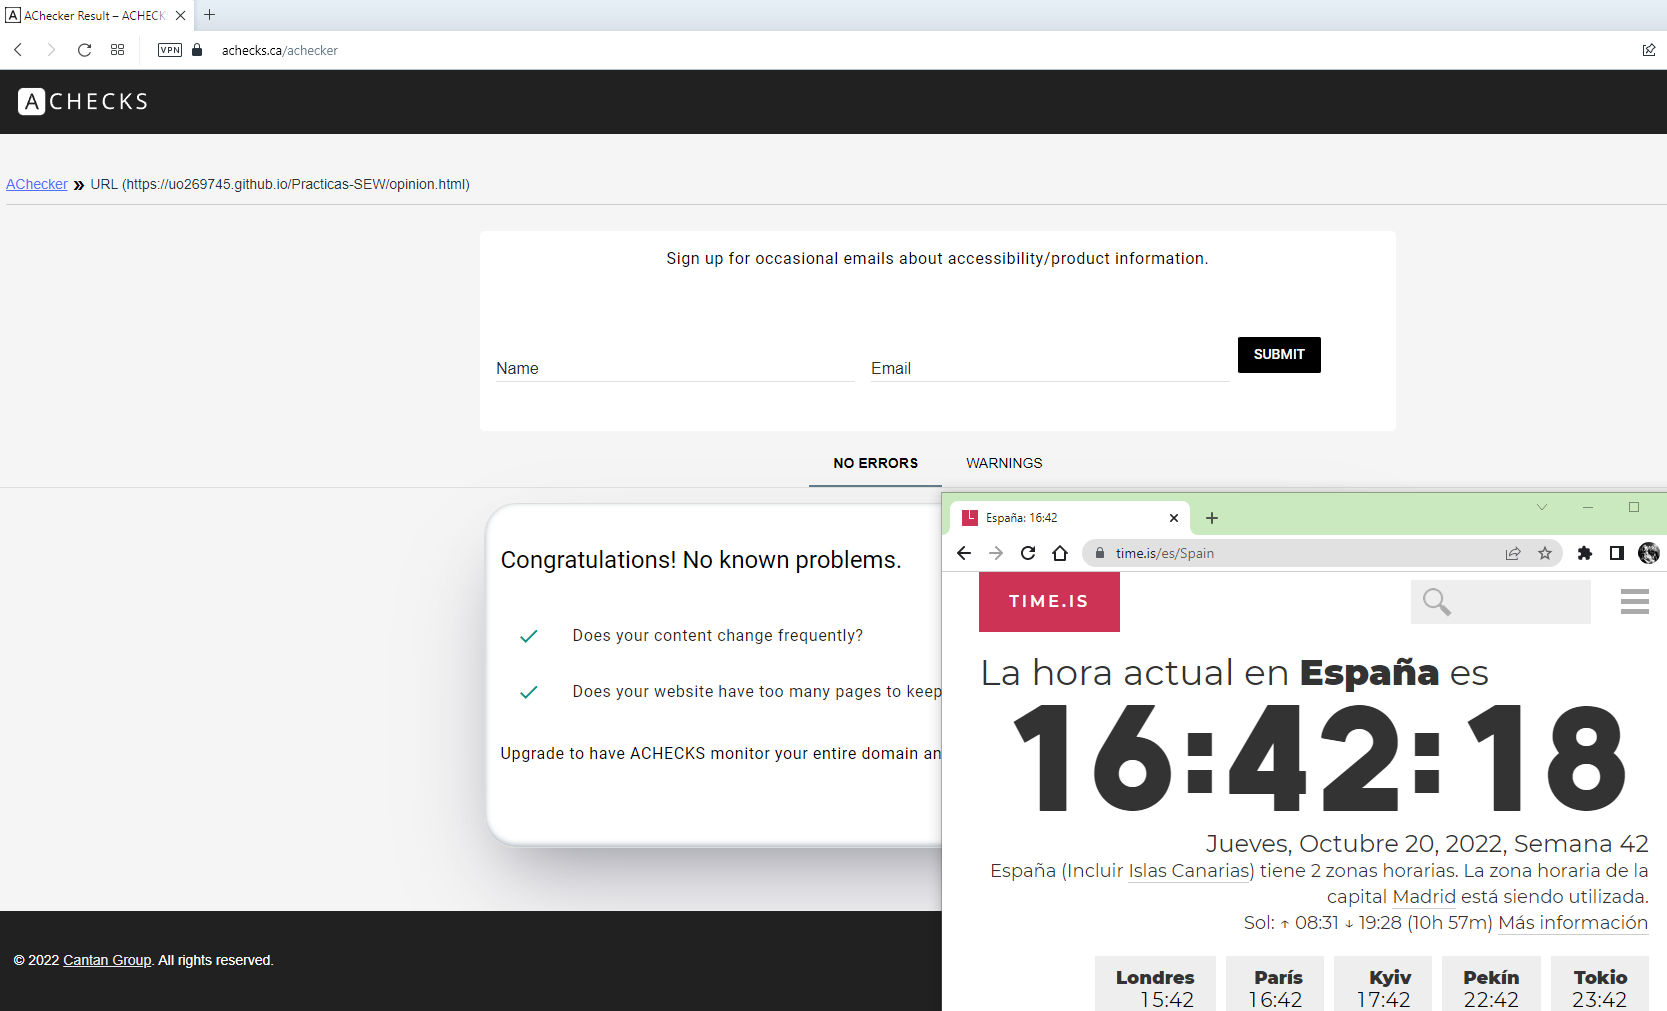 AChecker Result – ACHECK
VPN
achecks.ca/achecker
ACHECKS
AChecker » URL (https://uo269745.github.io/Practicas-SEW/opinion.html)
Sign up for occasional emails about accessibility/product information.
Name
Email
SUBMIT
NO ERRORS
WARNINGS
Congratulations! No known problems.
Does your content change frequently?
Does your website have too many pages to keep
Upgrade to have ACHECKS monitor your entire domain an
© 2022 Cantan Group. All rights reserved.
España: 16:42
time.is/es/Spain
TIME.IS
La hora actual en España es
16:42:18
Jueves, Octubre 20, 2022, Semana 42
España (Incluir Islas Canarias) tiene 2 zonas horarias. La zona horaria de la
capital Madrid está siendo utilizada.
Sol: ↑ 08:31 ↓ 19:28 (10h 57m) Más información
Londres
15:42
París
16:42
Kyiv
17:42
Pekín
22:42
Tokio
23:42